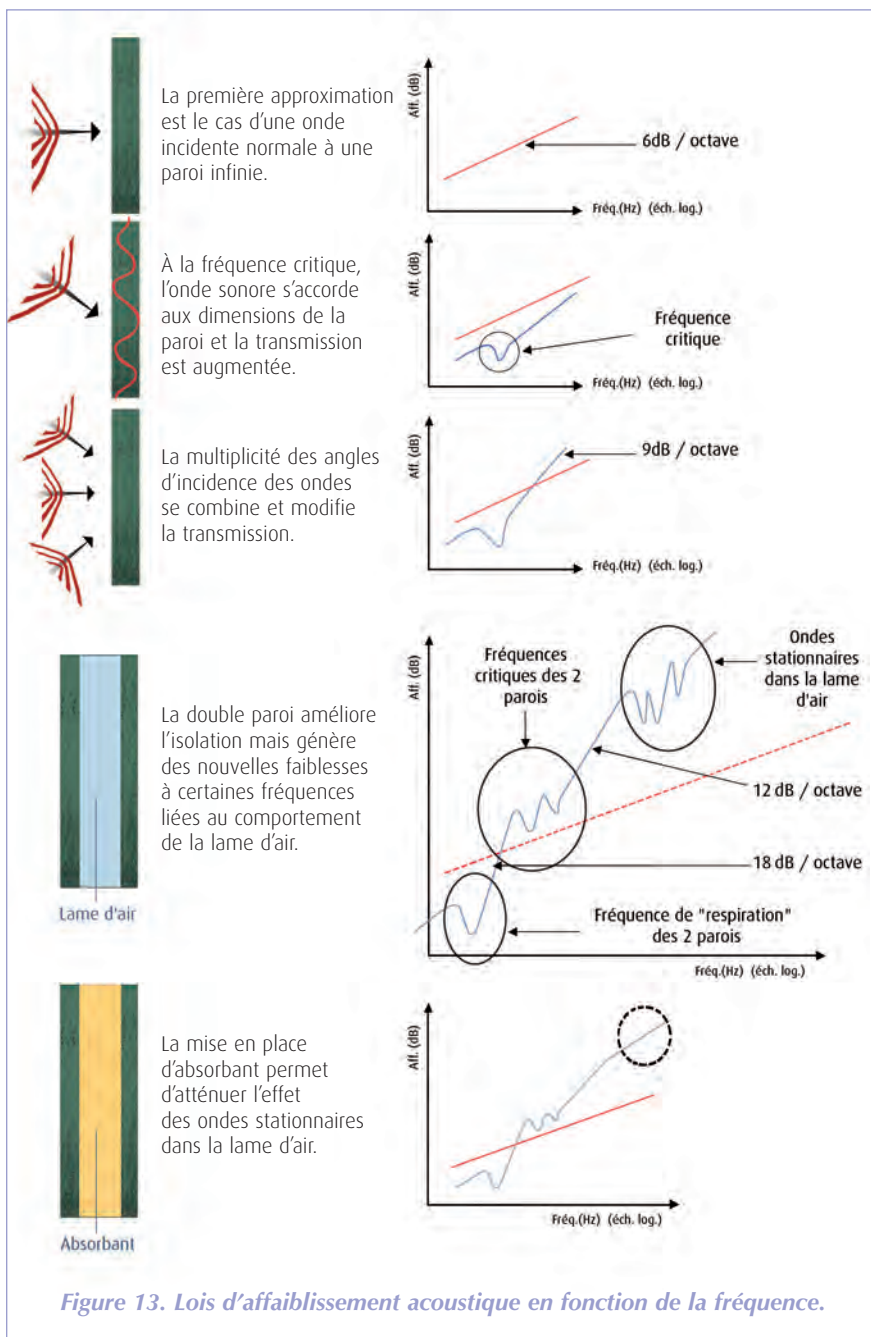 La première approximation
est le cas d'une onde
incidente normale à une
paroi infinie.
Aff. (dB)
6dB / octave
Fréq.(Hz) (éch. log.)
À la fréquence critique,
l'onde sonore s'accorde
aux dimensions de la
paroi et la transmission
est augmentée.
Aff. (dB)
Fréquence
critique
Fréq.(Hz) (éch. log.)
La multiplicité des angles
d'incidence des ondes
se combine et modifie
la transmission.
Aff. (dB)
9dB / octave
Fréq.(Hz) (éch. log.)
Lame d'air
La double paroi améliore
l'isolation mais génère
des nouvelles faiblesses
à certaines fréquences
liées au comportement
de la lame d'air.
Aff. (dB)
Fréquences
critiques des 2
parois
Ondes
stationnaires
dans la lame
d'air
12 dB / octave
18 dB / octave
Fréquence de "respiration"
des 2 parois
Fréq.(Hz) (éch. log.)
Absorbant
La mise en place
d'absorbant permet
d'atténuer l'effet
des ondes stationnaires
dans la lame d'air.
Aff. (dB)
Fréq.(Hz) (éch. log.)
Figure 13. Lois d'affaiblissement acoustique en fonction de la fréquence.